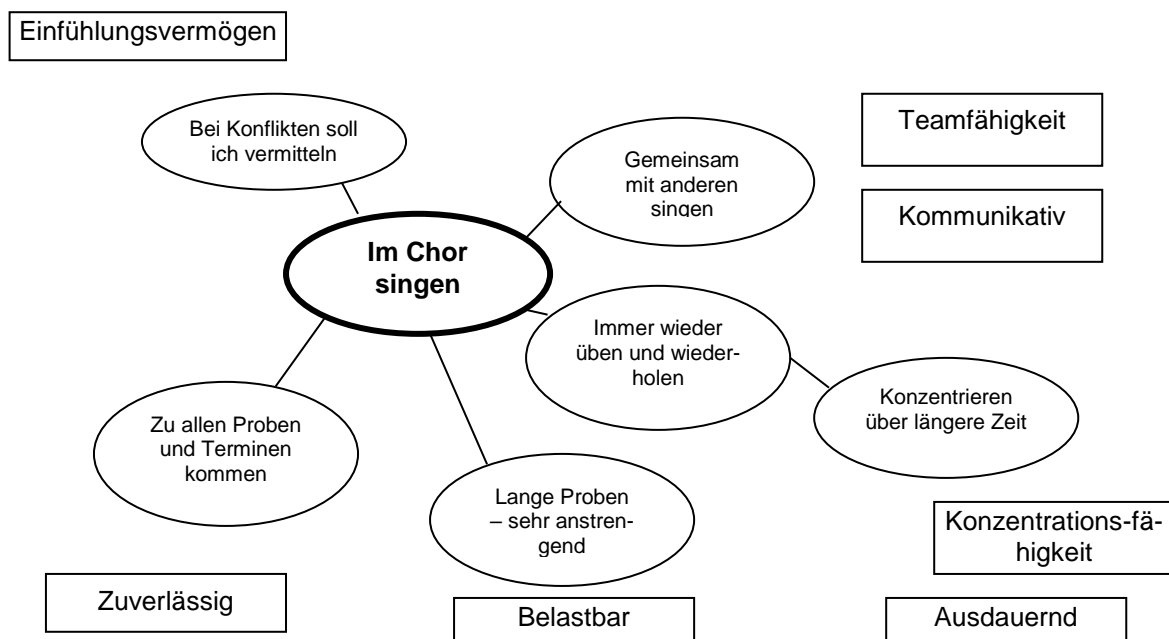 Einfühlungsvermögen
Bei Konflikten soll
ich vermitteln
Gemeinsam
mit anderen
singen
Teamfähigkeit
Kommunikativ
Im Chor
singen
Immer wieder
üben und wieder-
holen
Konzentrieren
über längere Zeit
Zu allen Proben
und Terminen
kommen
Lange Proben
– sehr anstren-
gend
Konzentrations-fä-
higkeit
Zuverlässig
Belastbar
Ausdauernd